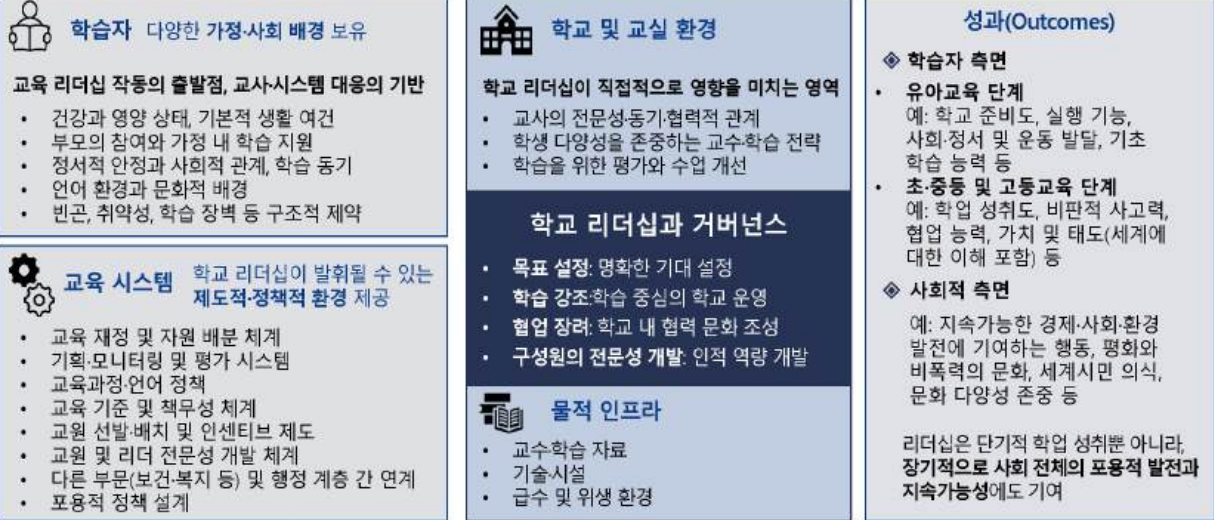 학습자 다양한 가정·사회 배경 보유
교육 리더십 작동의 출발점, 교사·시스템 대응의 기반
• 건강과 영양 상태, 기본적 생활 여건
• 부모의 참여와 가정 내 학습 지원
• 정서적 안정과 사회적 관계, 학습 동기
• 언어 환경과 문화적 배경
• 빈곤, 취약성, 학습 장벽 등 구조적 제약
교육 시스템 학교 리더십이 발휘될 수 있는
제도적·정책적 환경 제공
• 교육 재정 및 자원 배분 체계
• 기획·모니터링 및 평가 시스템
• 교육과정·언어 정책
• 교육 기준 및 책무성 체계
• 교원 선발·배치 및 인센티브 제도
• 교원 및 리더 전문성 개발 체계
• 다른 부문(보건·복지 등) 및 행정 계층 간 연계
• 포용적 정책 설계
학교 및 교실 환경
학교 리더십이 직접적으로 영향을 미치는 영역
• 교사의 전문성·동기·협력적 관계
• 학생 다양성을 존중하는 교수·학습 전략
• 학습을 위한 평가와 수업 개선
학교 리더십과 거버넌스
• 목표 설정: 명확한 기대 설정
• 학습 강조:학습 중심의 학교 운영
• 협업 장려: 학교 내 협력 문화 조성
• 구성원의 전문성 개발: 인적 역량 개발
물적 인프라
• 교수·학습 자료
• 기술·시설
• 급수 및 위생 환경
성과(Outcomes)
◈ 학습자 측면
• 유아교육 단계
예: 학교 준비도, 실행 기능,
사회·정서 및 운동 발달, 기초
학습 능력 등
• 초·중등 및 고등교육 단계
예: 학업 성취도, 비판적 사고력,
협업 능력, 가치 및 태도(세계에
대한 이해 포함) 등
◈ 사회적 측면
예: 지속가능한 경제·사회·환경
발전에 기여하는 행동, 평화와
비폭력의 문화, 세계시민 의식,
문화 다양성 존중 등
리더십은 단기적 학업 성취뿐 아니라,
장기적으로 사회 전체의 포용적 발전과
지속가능성에도 기여